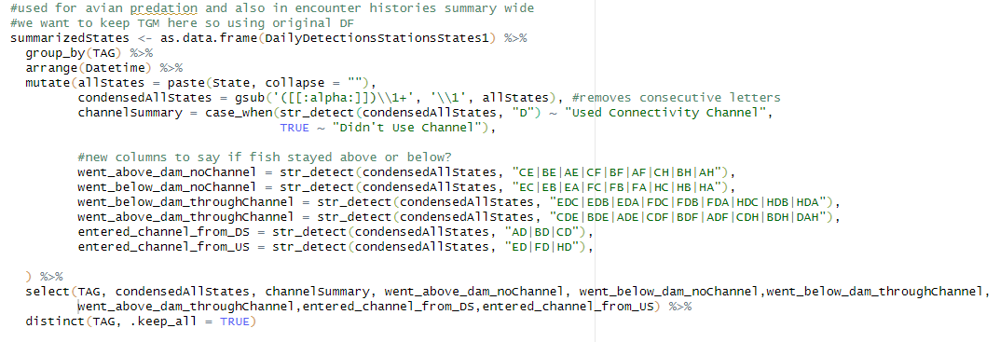 #used for avian predation and also in encounter histories summary wide
#we want to keep TGM here so using original DF
summarizedStates <- as.data.frame(DailyDetectionsStationsStates1) %>%
  group_by(TAG) %>%
  arrange(Datetime) %>%
  mutate(allStates = paste(State, collapse = ""),
         condensedAllStates = gsub('([[:alpha:]])\\1+', '\\1', allStates), #removes consecutive letters
         channelSummary = case_when(str_detect(condensedAllStates, "D") ~ "Used Connectivity Channel",
                                    TRUE ~ "Didn't Use Channel"),
         #new columns to say if fish stayed above or below?
         went_above_dam_noChannel = str_detect(condensedAllStates, "CE|BE|AE|CF|BF|AF|CH|BH|AH"),
         went_below_dam_noChannel = str_detect(condensedAllStates, "EC|EB|EA|FC|FB|FA|HC|HB|HA"),
         went_below_dam_throughChannel = str_detect(condensedAllStates, "EDC|EDB|EDA|FDC|FDB|FDA|HDC|HDB|HDA"),
         went_above_dam_throughChannel = str_detect(condensedAllStates, "CDE|BDE|ADE|CDF|BDF|ADF|CDH|BDH|DAH"),
         entered_channel_from_DS = str_detect(condensedAllStates, "AD|BD|CD"),
         entered_channel_from_US = str_detect(condensedAllStates, "ED|FD|HD"),
  ) %>%
  select(TAG, condensedAllStates, channelSummary, went_above_dam_noChannel, went_below_dam_noChannel,went_below_dam_throughChannel,
         went_above_dam_throughChannel,entered_channel_from_DS,entered_channel_from_US) %>%
  distinct(TAG, .keep_all = TRUE)